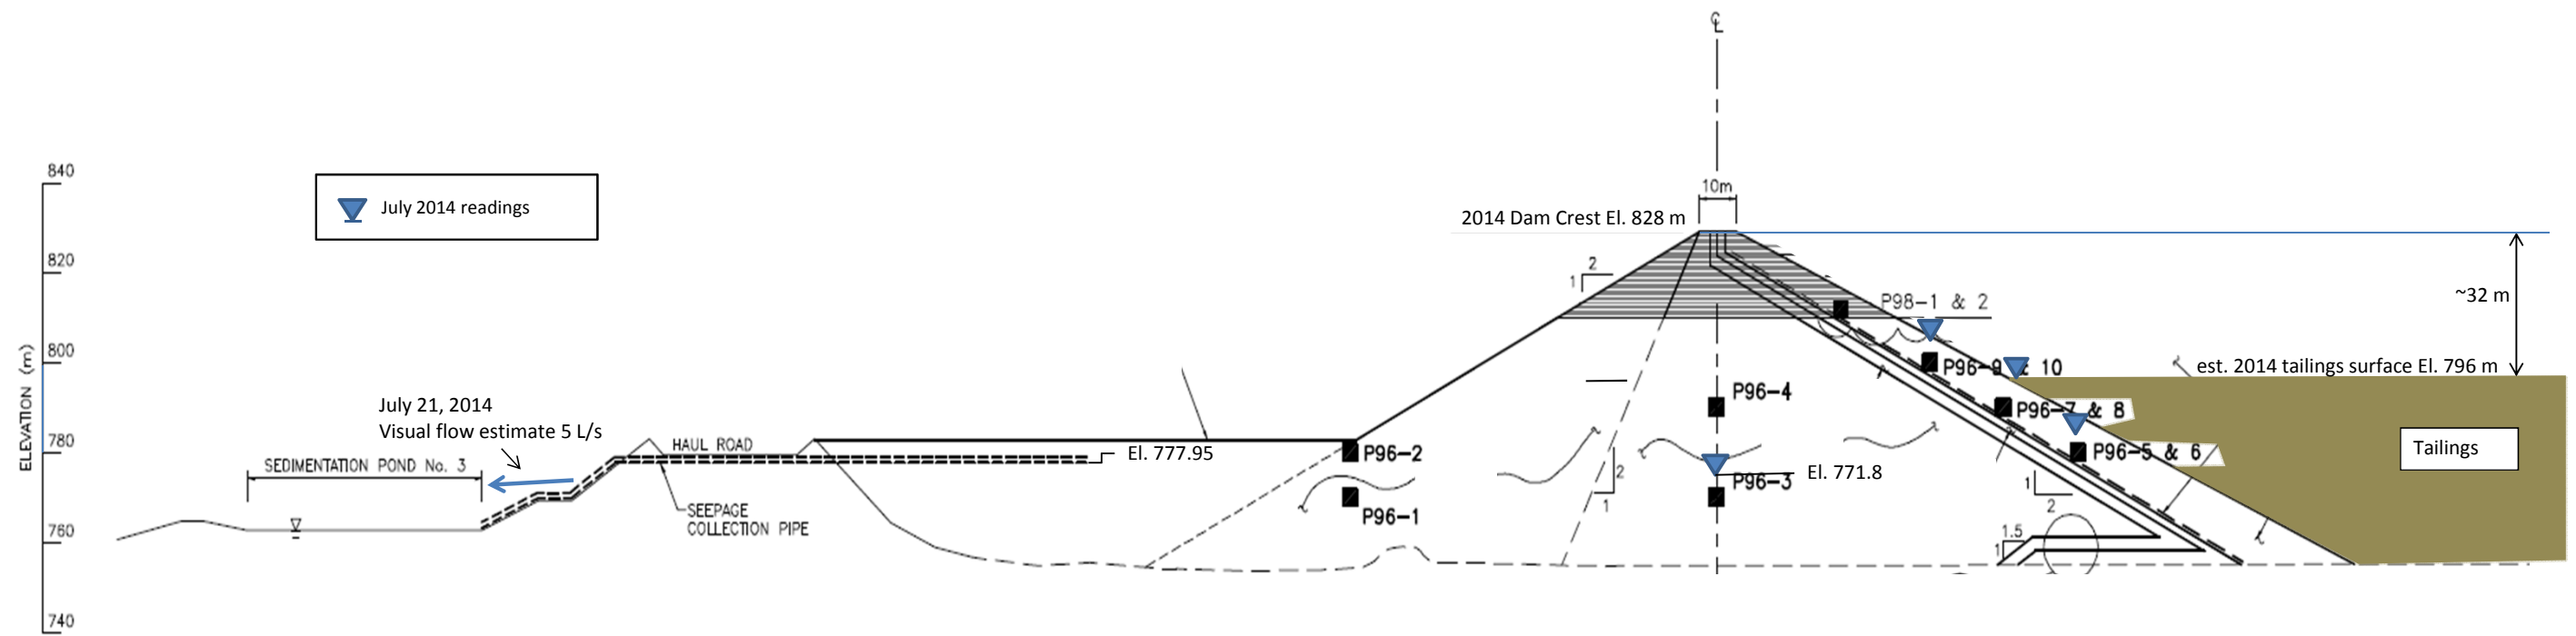 ℄
840
10m
July 2014 readings
2014 Dam Crest El. 828 m
820
2
1
P98-1 & 2
~32 m
800
ELEVATION (m)
P96-9 & 10
est. 2014 tailings surface El. 796 m
P96-4
July 21, 2014
Visual flow estimate 5 L/s
P96-7 & 8
780
HAUL ROAD
El. 777.95
P96-2
P96-5 & 6
Tailings
SEDIMENTATION POND No. 3
2
1
El. 771.8
P96-3
1
2
SEEPAGE
COLLECTION PIPE
P96-1
760
1.5
1
740